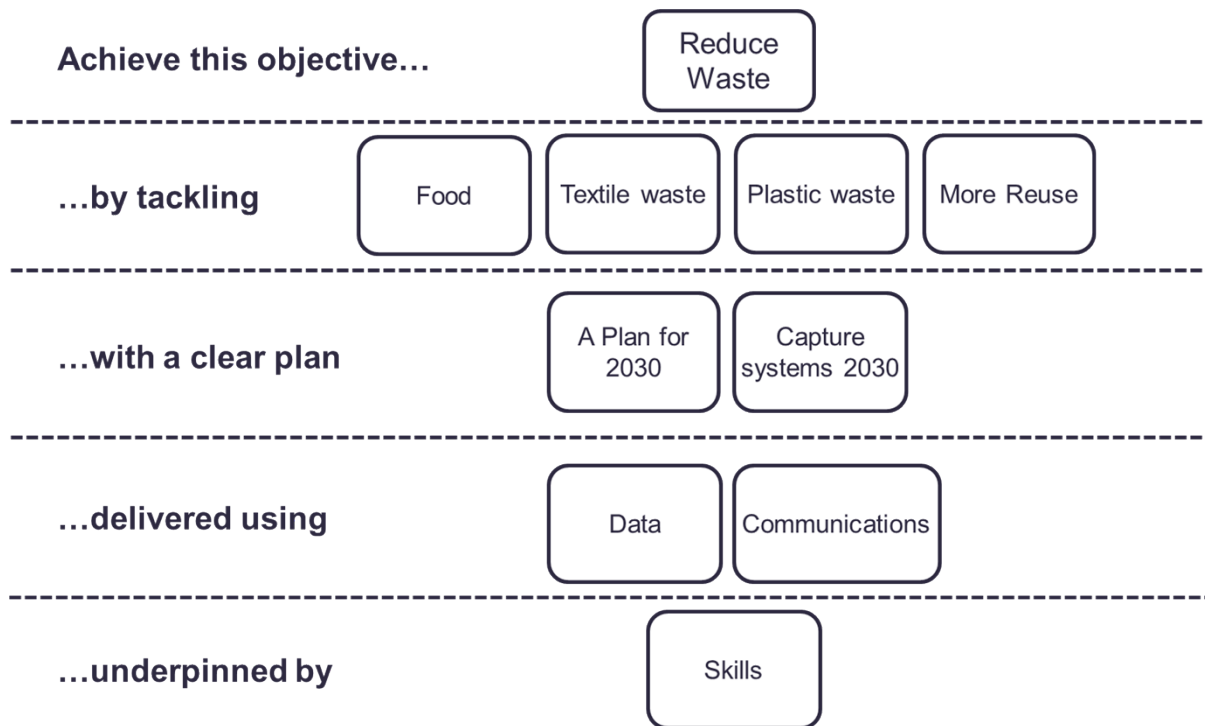 Achieve this objective…
Reduce
Waste
…by tackling
Food
Textile waste
Plastic waste
More Reuse
…with a clear plan
A Plan for
2030
Capture
systems 2030
…delivered using
Data
Communications
…underpinned by
Skills